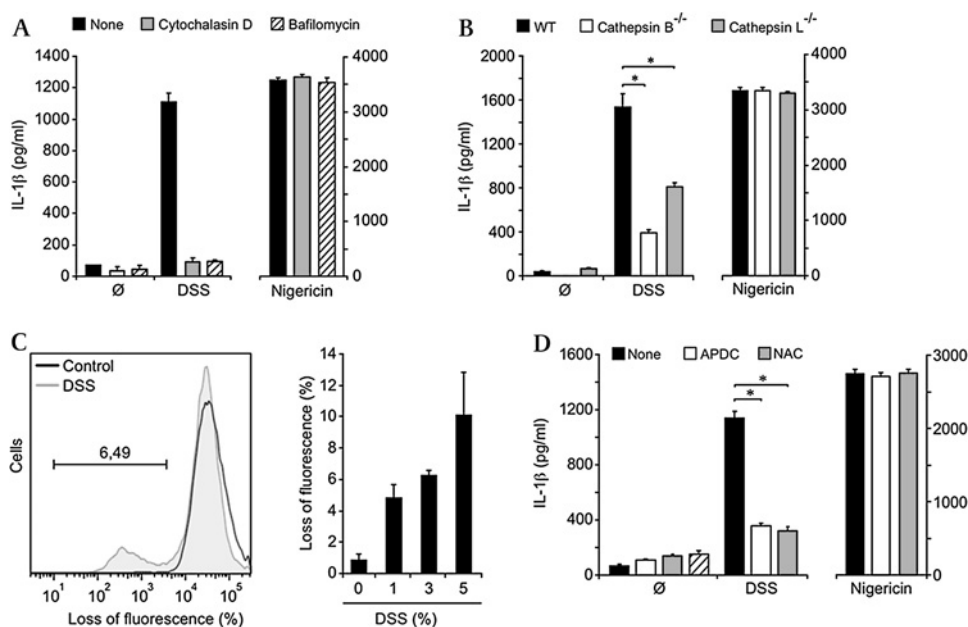 A
None Cytochalasin D Bafilomycin
IL-1β (pg/ml)
1400
1200
1000
800
600
400
200
0
4000
3000
2000
1000
0
Ø DSS Nigericin
B
WT Cathepsin B-/- Cathepsin L-/-
IL-1β (pg/ml)
2000
1600
1200
800
400
0
*
*
4000
3000
2000
1000
0
Ø DSS Nigericin
C
Control
DSS
6,49
Cells
10 10² 10³ 10⁴ 10⁵
Loss of fluorescence (%)
Loss of fluorescence (%)
14
12
10
8
6
4
2
0
0 1 3 5
DSS (%)
D
None APDC NAC
IL-1β (pg/ml)
1600
1200
800
400
0
*
*
3000
2000
1000
0
Ø DSS Nigericin